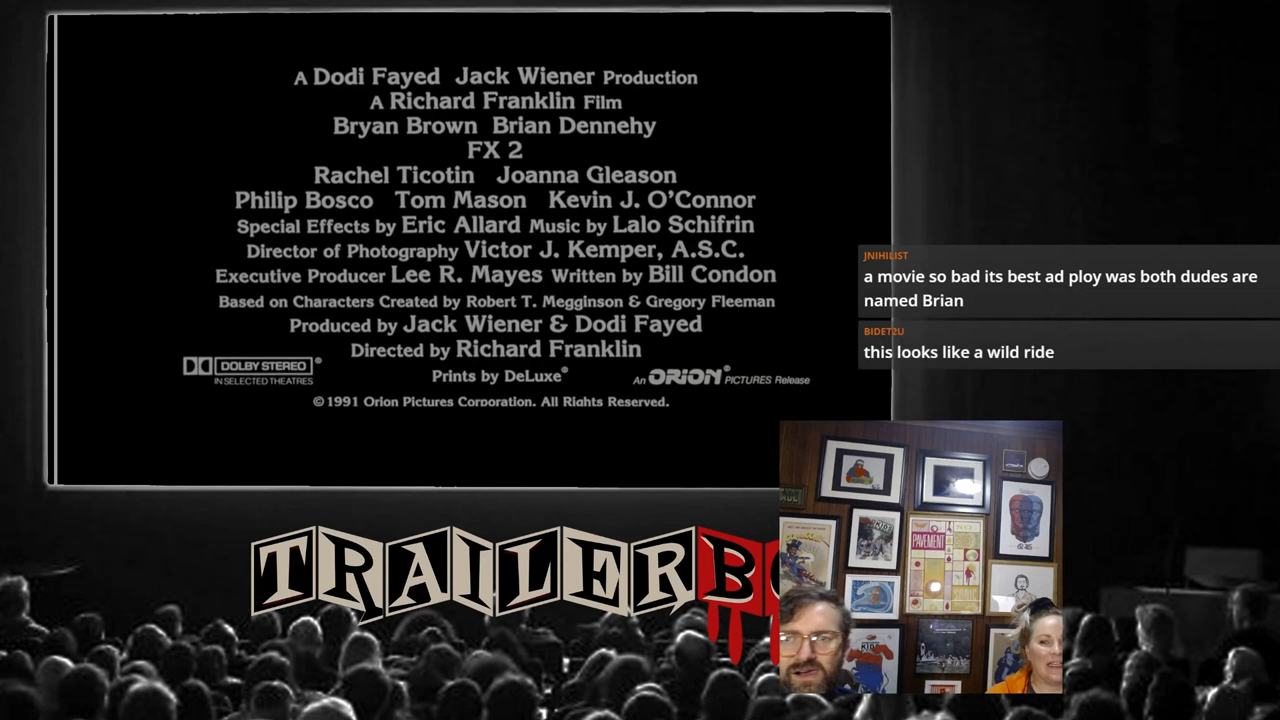 A Dodi Fayed Jack Wiener Production
A Richard Franklin Film
Bryan Brown Brian Dennehy
FX 2
Rachel Ticotin Joanna Gleason
Philip Bosco Tom Mason Kevin J. O'Connor
Special Effects by Eric Allard Music by Lalo Schifrin
Director of Photography Victor J. Kemper, A.S.C.
Executive Producer Lee R. Mayes Written by Bill Condon
Based on Characters Created by Robert T. Megginson & Gregory Fleeman
Produced by Jack Wiener & Dodi Fayed
Directed by Richard Franklin
DOLBY STEREO®
IN SELECTED THEATRES
Prints by DeLuxe®
An ORION® PICTURES Release
©1991 Orion Pictures Corporation. All Rights Reserved.
JNIHILIST
a movie so bad its best ad ploy was both dudes are
named Brian
BIDET2U
this looks like a wild ride
TRAILERB
PAVEMENT